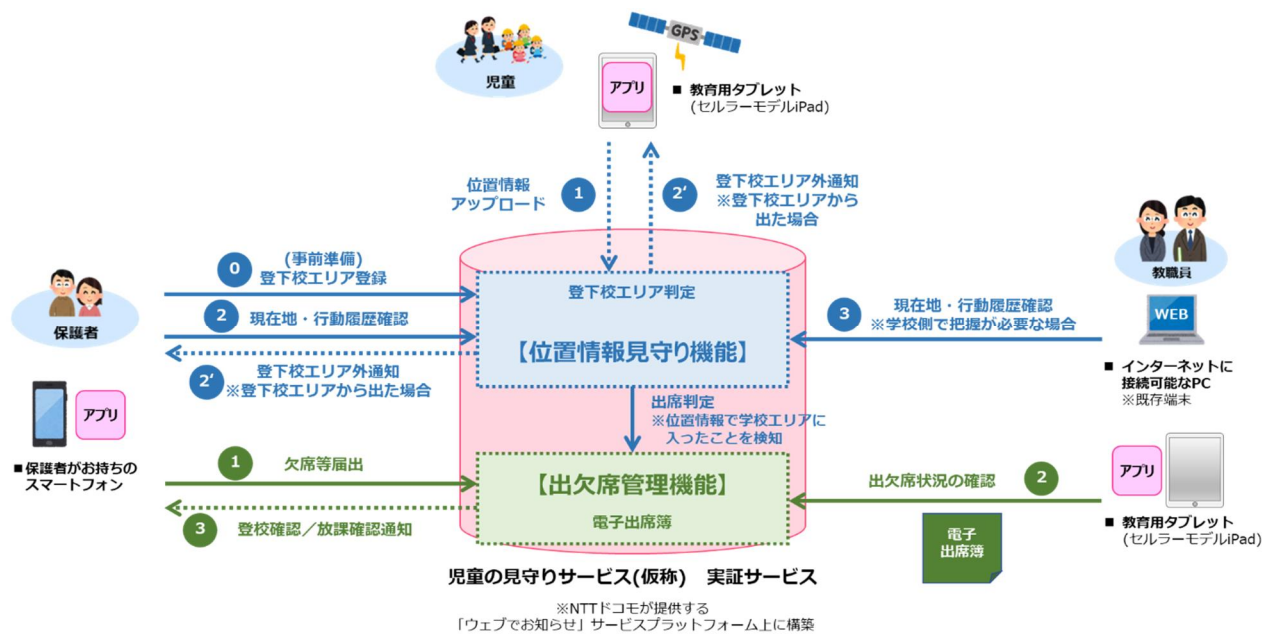 児童
GPS
アプリ
■ 教育用タブレット
(セルラーモデルiPad)
位置情報
アップロード
1
2’
登下校エリア外通知
※登下校エリアから
出た場合
保護者
0
(事前準備)
登下校エリア登録
2
現在地・行動履歴確認
2’
登下校エリア外通知
※登下校エリアから出た場合
アプリ
■保護者がお持ちの
スマートフォン
1
欠席等届出
3
登校確認/放課確認通知
登下校エリア判定
【位置情報見守り機能】
出席判定
※位置情報で学校エリアに
入ったことを検知
【出欠席管理機能】
電子出席簿
教職員
3
現在地・行動履歴確認
※学校側で把握が必要な場合
WEB
■ インターネットに
接続可能なPC
※既存端末
出欠席状況の確認
2
電子
出席簿
アプリ
■ 教育用タブレット
(セルラーモデルiPad)
児童の見守りサービス(仮称) 実証サービス
※NTTドコモが提供する
「ウェブでお知らせ」サービスプラットフォーム上に構築